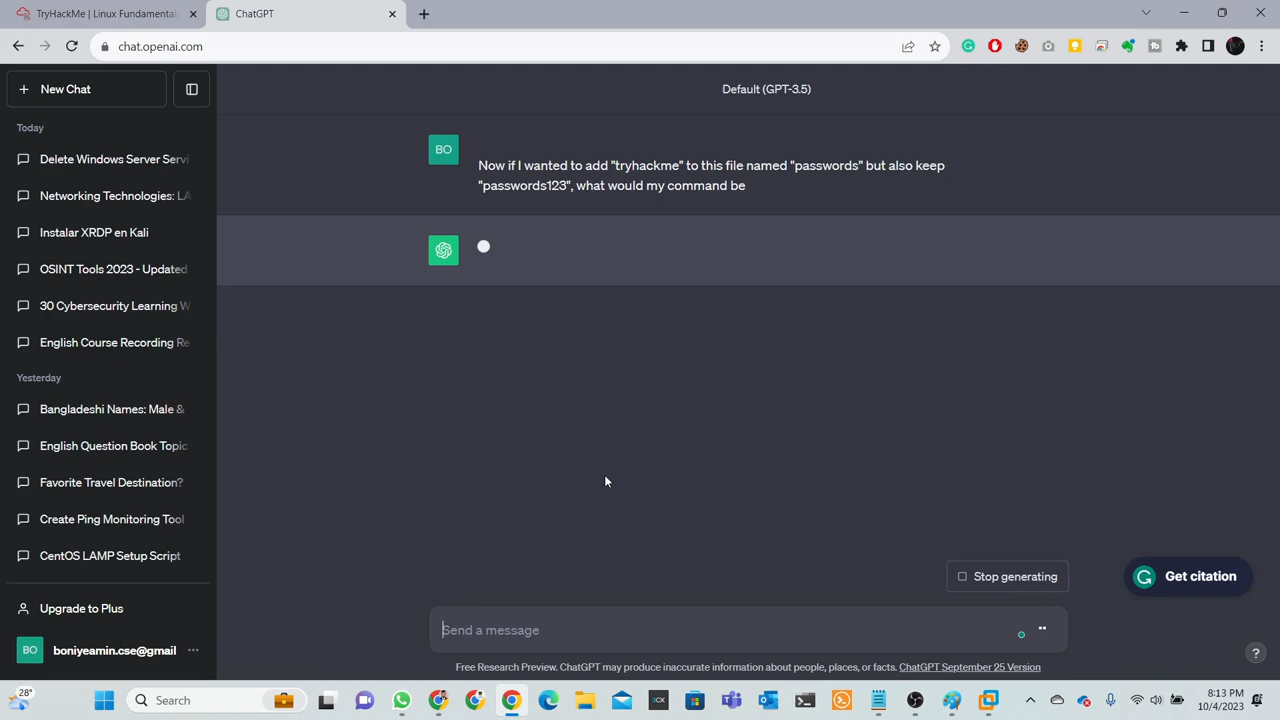 TryHackMe | Linux Fundamenta
ChatGPT
chat.openai.com
New Chat
Default (GPT-3.5)
Today
Delete Windows Server Servi
Networking Technologies: LA
Instalar XRDP en Kali
OSINT Tools 2023 - Updated
30 Cybersecurity Learning W
English Course Recording Re
Yesterday
Bangladeshi Names: Male &
English Question Book Topic
Favorite Travel Destination?
Create Ping Monitoring Tool
CentOS LAMP Setup Script
Upgrade to Plus
BO
boniyeamin.cse@gmail
BO
Now if I wanted to add "tryhackme" to this file named "passwords" but also keep
"passwords123", what would my command be
Stop generating
Get citation
Send a message
Free Research Preview. ChatGPT may produce inaccurate information about people, places, or facts. ChatGPT September 25 Version
?
28°
Search
8:13 PM
10/4/2023